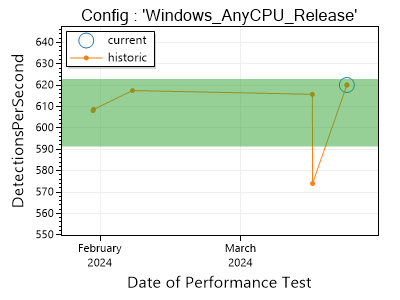 Config : 'Windows_AnyCPU_Release'
current
historic
DetectionsPerSecond
640
630
620
610
600
590
580
570
560
550
February
2024
March
2024
Date of Performance Test